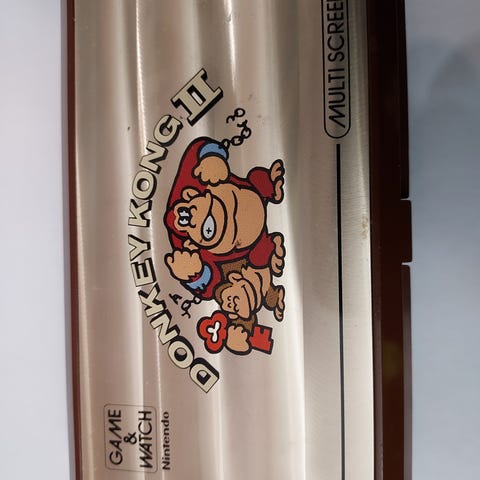 GAME
&
WATCH
Nintendo
DONKEY KONG II
MULTI SCREEN